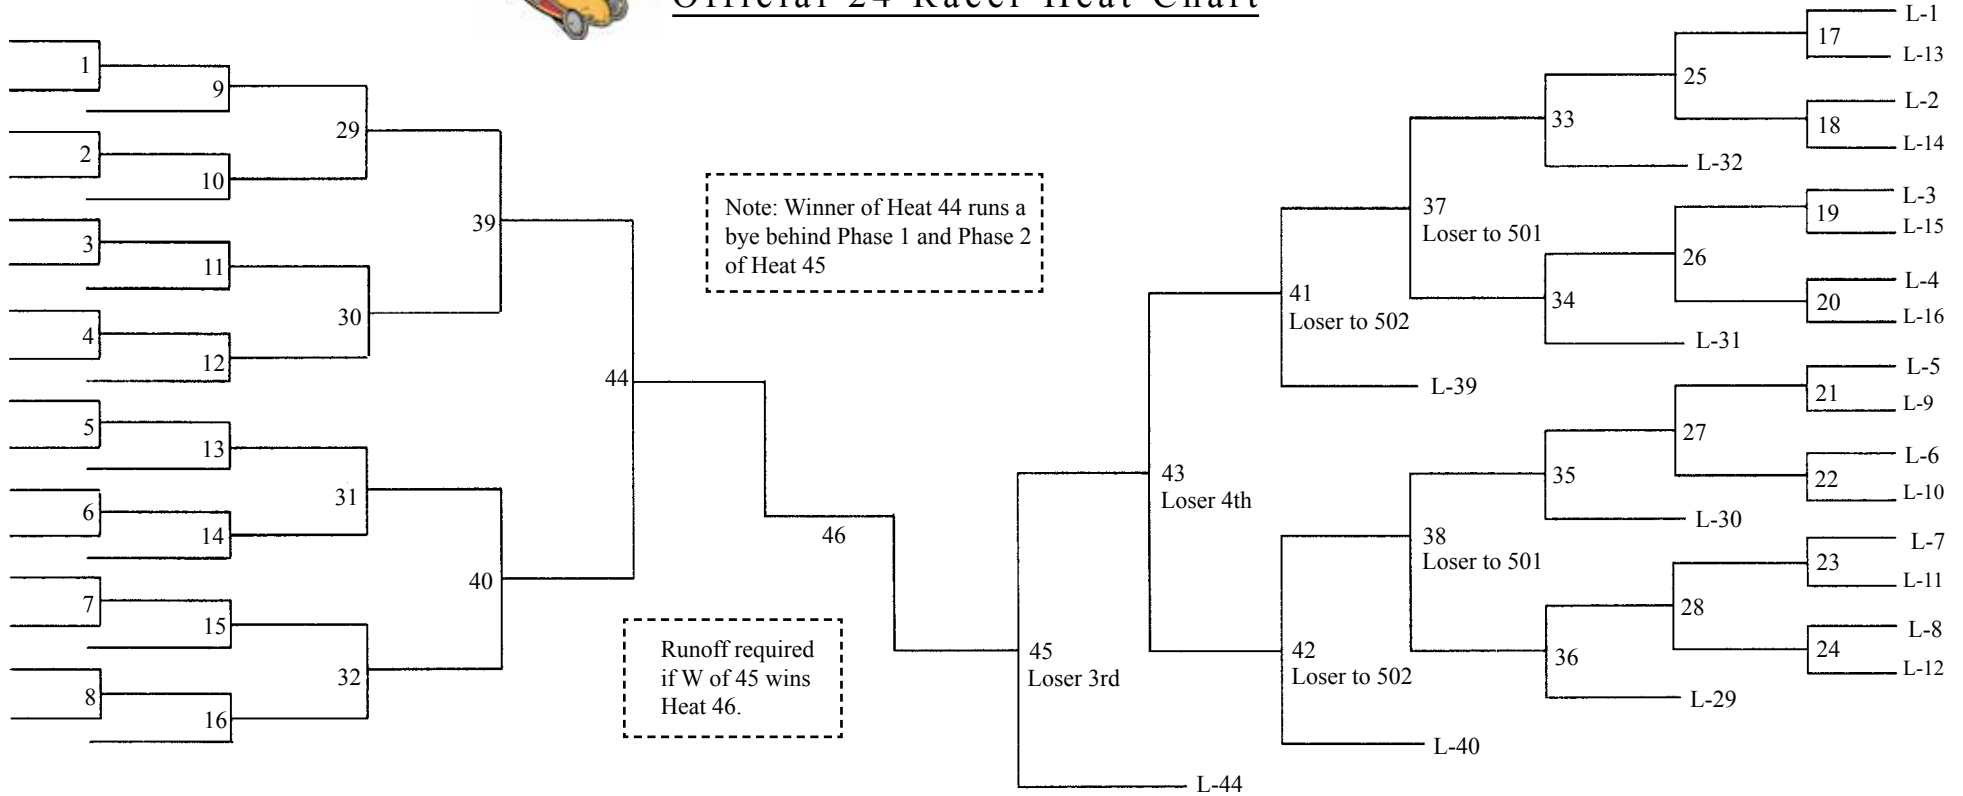 Official 24 Racer Heat Chart
1
9
2
10
29
3
11
4
12
30
39
5
13
6
14
31
7
15
8
16
32
40
44
Note: Winner of Heat 44 runs a
bye behind Phase 1 and Phase 2
of Heat 45
46
Runoff required
if W of 45 wins
Heat 46.
45
Loser 3rd
L-44
43
Loser 4th
41
Loser to 502
L-39
42
Loser to 502
L-40
37
Loser to 501
38
Loser to 501
33
L-32
34
L-31
35
L-30
36
L-29
25
26
27
28
17
L-1
L-13
18
L-2
L-14
19
L-3
L-15
20
L-4
L-16
21
L-5
L-9
22
L-6
L-10
23
L-7
L-11
24
L-8
L-12